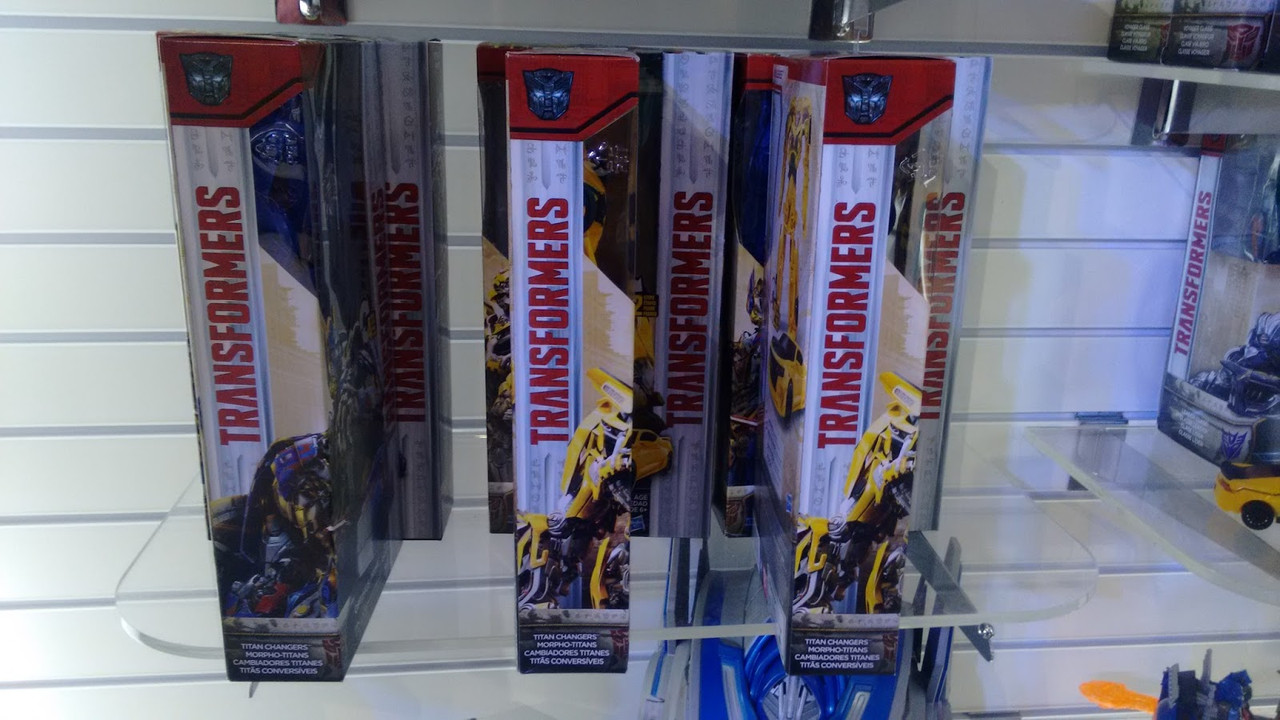 TRANSFORMERS
TRANSFORMERS
TITAN CHANGERS
MORPHO-TITANS
CAMBIADORES TITANES
TITÃS CONVERSÍVEIS
TRANSFORMERS
TRANSFORMERS
TITAN CHANGERS
MORPHO-TITANS
CAMBIADORES TITANES
TITÃS CONVERSÍVEIS
TRANSFORMERS
TRANSFORMERS
TITAN CHANGERS
MORPHO-TITANS
CAMBIADORES TITANES
TITÃS CONVERSÍVEIS
TRANSFORMERS